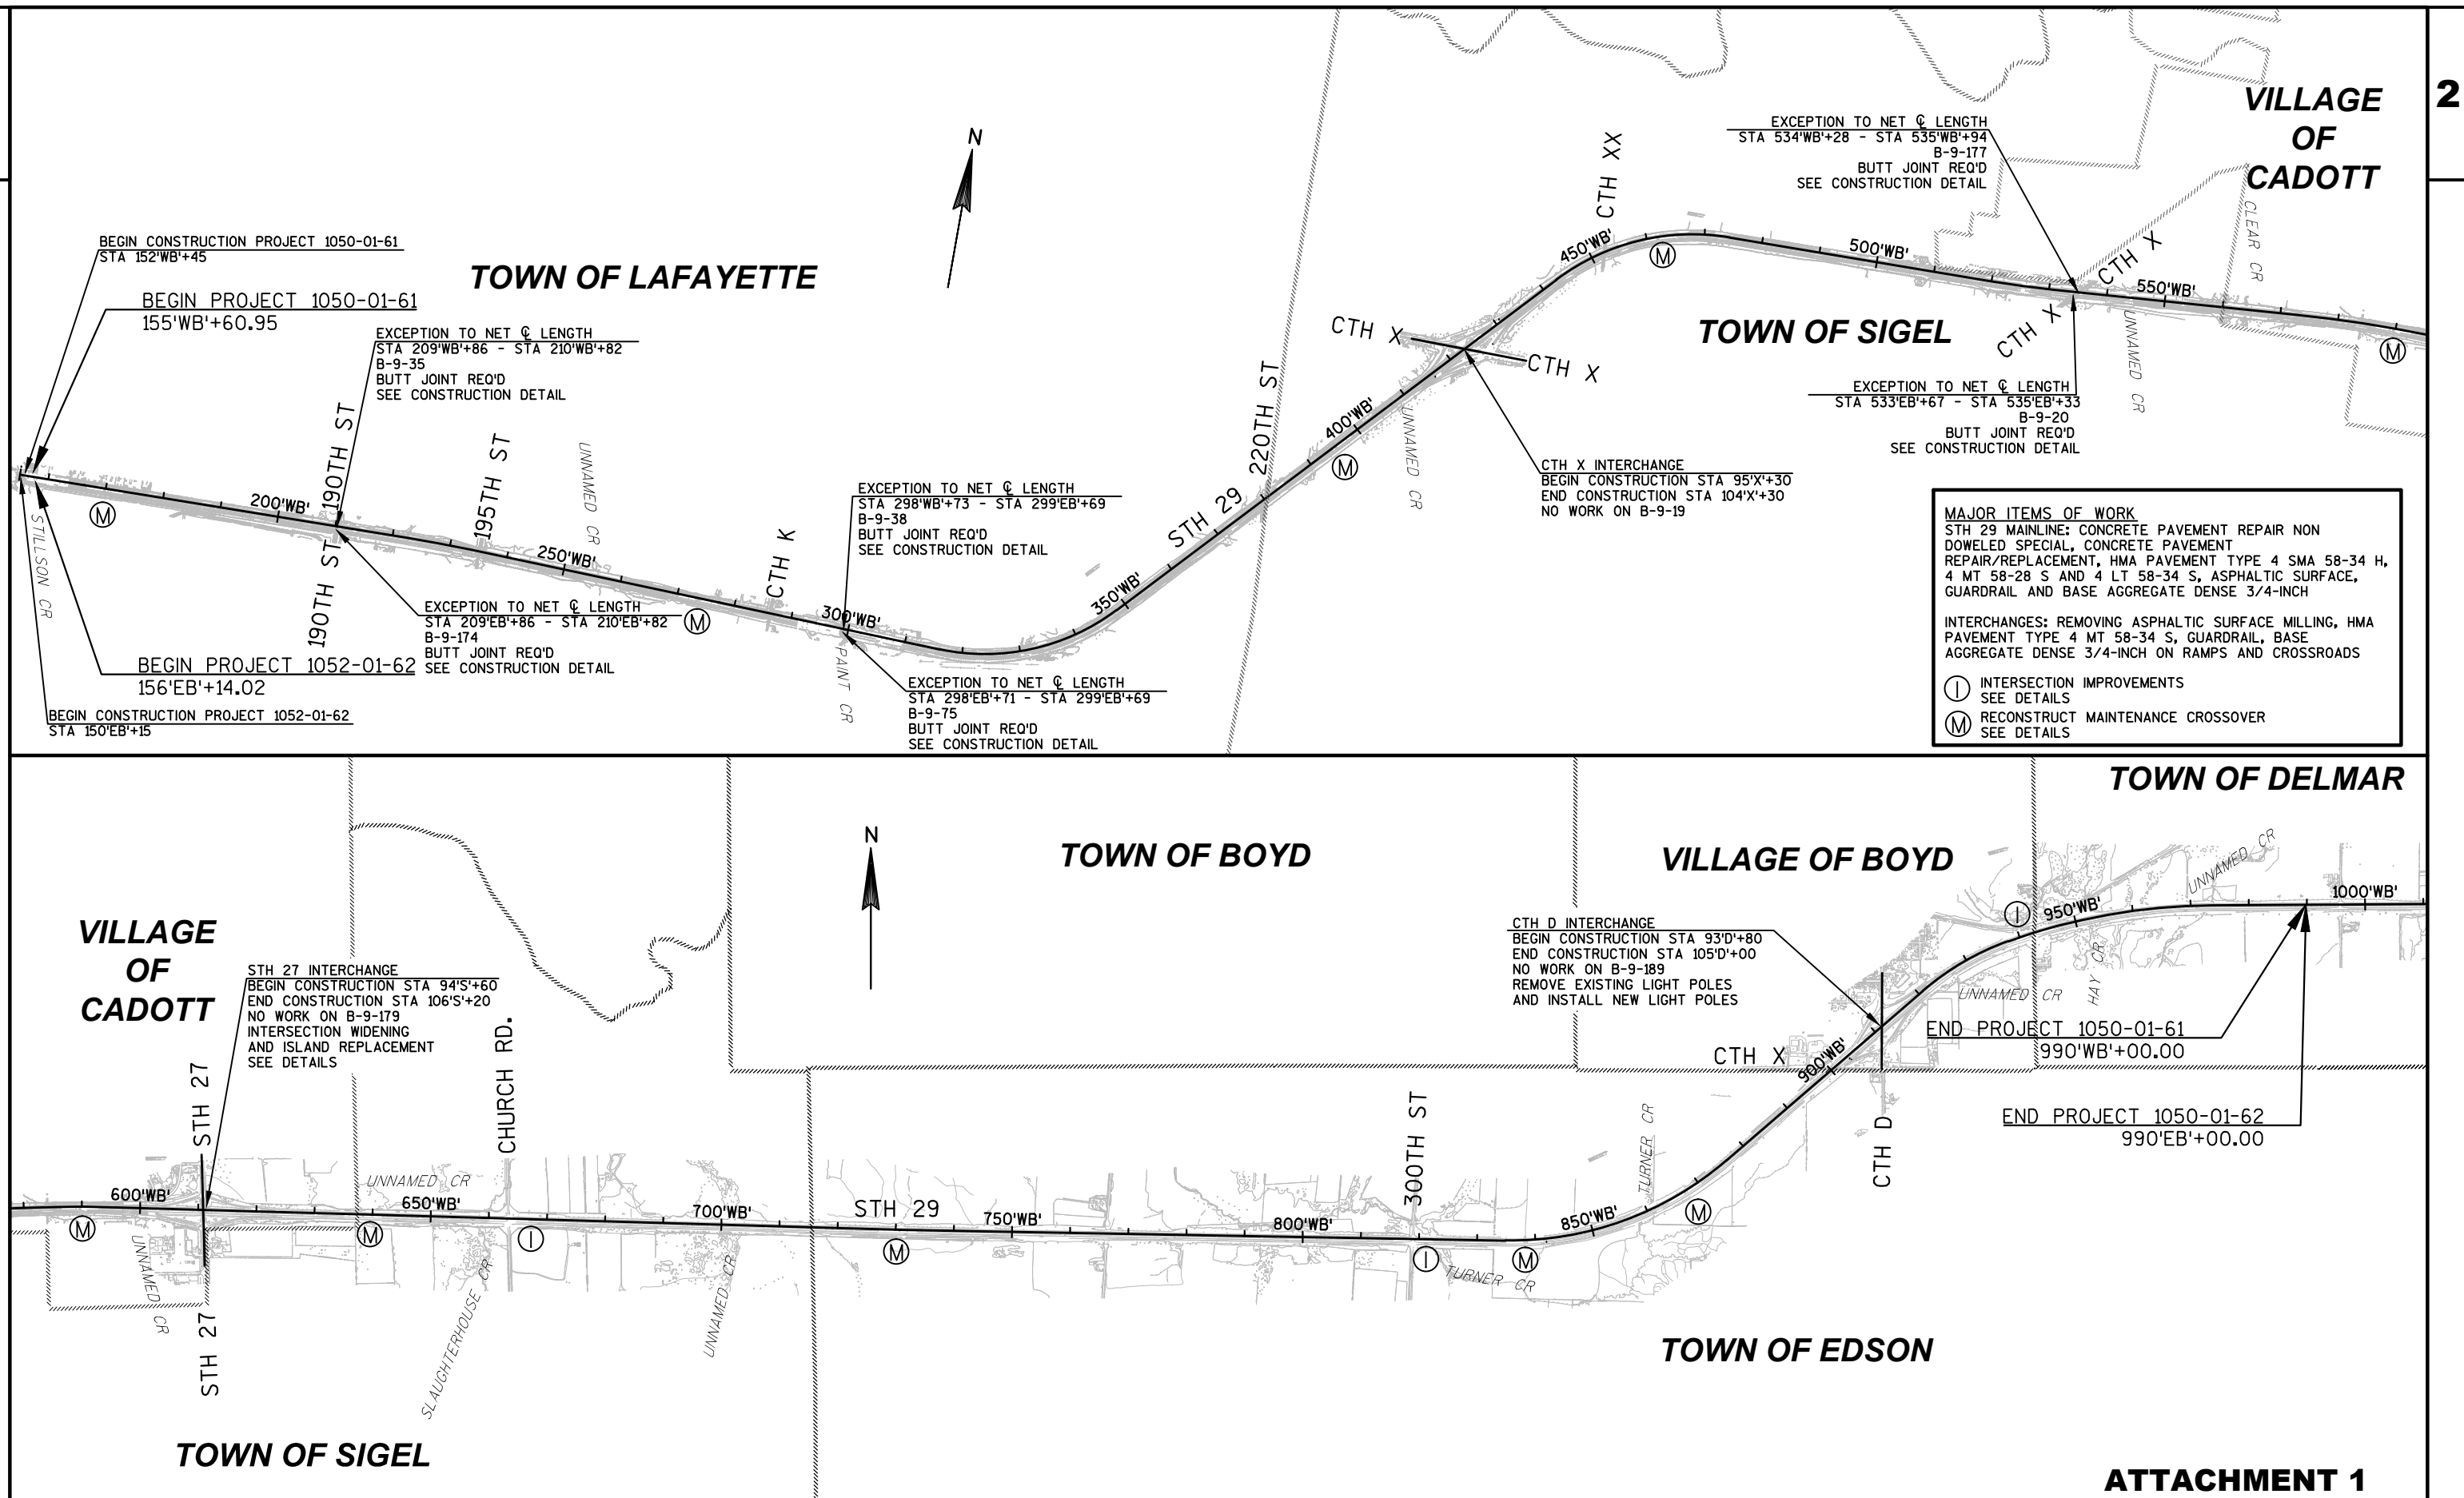 2
VILLAGE
OF
CADOTT
EXCEPTION TO NET ℄ LENGTH
STA 534'WB'+28 - STA 535'WB'+94
B-9-177
BUTT JOINT REQ'D
SEE CONSTRUCTION DETAIL
N
CTH XX
BEGIN CONSTRUCTION PROJECT 1050-01-61
STA 152'WB'+45
TOWN OF LAFAYETTE
BEGIN PROJECT 1050-01-61
155'WB'+60.95
EXCEPTION TO NET ℄ LENGTH
STA 209'WB'+86 - STA 210'WB'+82
B-9-35
BUTT JOINT REQ'D
SEE CONSTRUCTION DETAIL
450'WB'
500'WB'
CTH X
CLEAR CR
550'WB'
TOWN OF SIGEL
CTH X
CTH X
CTH X
UNNAMED CR
M
M
220TH ST
400'WB'
UNNAMED CR
M
EXCEPTION TO NET ℄ LENGTH
STA 533'EB'+67 - STA 535'EB'+33
B-9-20
BUTT JOINT REQ'D
SEE CONSTRUCTION DETAIL
CTH X INTERCHANGE
BEGIN CONSTRUCTION STA 95'X'+30
END CONSTRUCTION STA 104'X'+30
NO WORK ON B-9-19
190TH ST
195TH ST
UNNAMED CR
200'WB'
M
STILLSON CR
190TH ST
250'WB'
CTH K
EXCEPTION TO NET ℄ LENGTH
STA 298'WB'+73 - STA 299'EB'+69
B-9-38
BUTT JOINT REQ'D
SEE CONSTRUCTION DETAIL
STH 29
350'WB'
300'WB'
M
PAINT CR
EXCEPTION TO NET ℄ LENGTH
STA 209'EB'+86 - STA 210'EB'+82
B-9-174
BUTT JOINT REQ'D
SEE CONSTRUCTION DETAIL
BEGIN PROJECT 1052-01-62
156'EB'+14.02
BEGIN CONSTRUCTION PROJECT 1052-01-62
STA 150'EB'+15
EXCEPTION TO NET ℄ LENGTH
STA 298'EB'+71 - STA 299'EB'+69
B-9-75
BUTT JOINT REQ'D
SEE CONSTRUCTION DETAIL
MAJOR ITEMS OF WORK
STH 29 MAINLINE: CONCRETE PAVEMENT REPAIR NON
DOWELED SPECIAL, CONCRETE PAVEMENT
REPAIR/REPLACEMENT, HMA PAVEMENT TYPE 4 SMA 58-34 H,
4 MT 58-28 S AND 4 LT 58-34 S, ASPHALTIC SURFACE,
GUARDRAIL AND BASE AGGREGATE DENSE 3/4-INCH
INTERCHANGES: REMOVING ASPHALTIC SURFACE MILLING, HMA
PAVEMENT TYPE 4 MT 58-34 S, GUARDRAIL, BASE
AGGREGATE DENSE 3/4-INCH ON RAMPS AND CROSSROADS
I INTERSECTION IMPROVEMENTS
SEE DETAILS
M RECONSTRUCT MAINTENANCE CROSSOVER
SEE DETAILS
TOWN OF DELMAR
N
TOWN OF BOYD
VILLAGE OF BOYD
UNNAMED CR
1000'WB'
I
950'WB'
VILLAGE
OF
CADOTT
CTH D INTERCHANGE
BEGIN CONSTRUCTION STA 93'D'+80
END CONSTRUCTION STA 105'D'+00
NO WORK ON B-9-189
REMOVE EXISTING LIGHT POLES
AND INSTALL NEW LIGHT POLES
STH 27 INTERCHANGE
BEGIN CONSTRUCTION STA 94'S'+60
END CONSTRUCTION STA 106'S'+20
NO WORK ON B-9-179
INTERSECTION WIDENING
AND ISLAND REPLACEMENT
SEE DETAILS
UNNAMED CR
HAY CR
END PROJECT 1050-01-61
990'WB'+00.00
CTH X
900'WB'
END PROJECT 1050-01-62
990'EB'+00.00
CTH D
STH 27
CHURCH RD.
300TH ST
TURNER CR
600'WB'
UNNAMED CR
650'WB'
700'WB'
STH 29
750'WB'
800'WB'
850'WB'
M
M
M
I
M
I
M
UNNAMED CR
SLAUGHTERHOUSE CR
UNNAMED CR
TURNER CR
STH 27
TOWN OF EDSON
TOWN OF SIGEL
ATTACHMENT 1